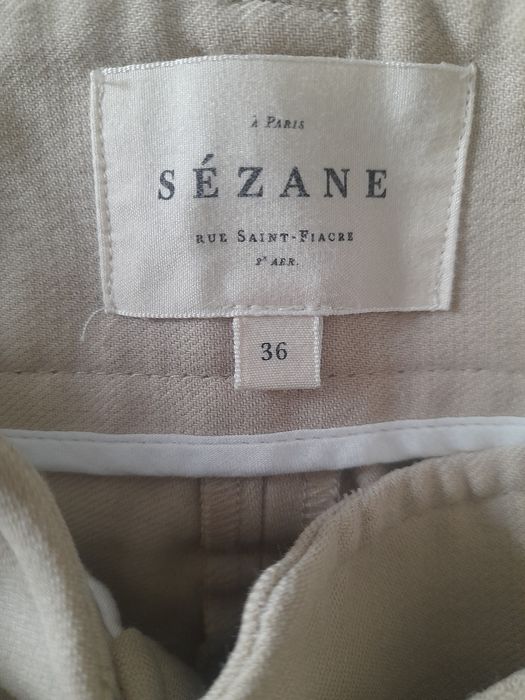 À PARIS
SÉZANE
RUE SAINT-FIACRE
2ᵉ ARR.
36